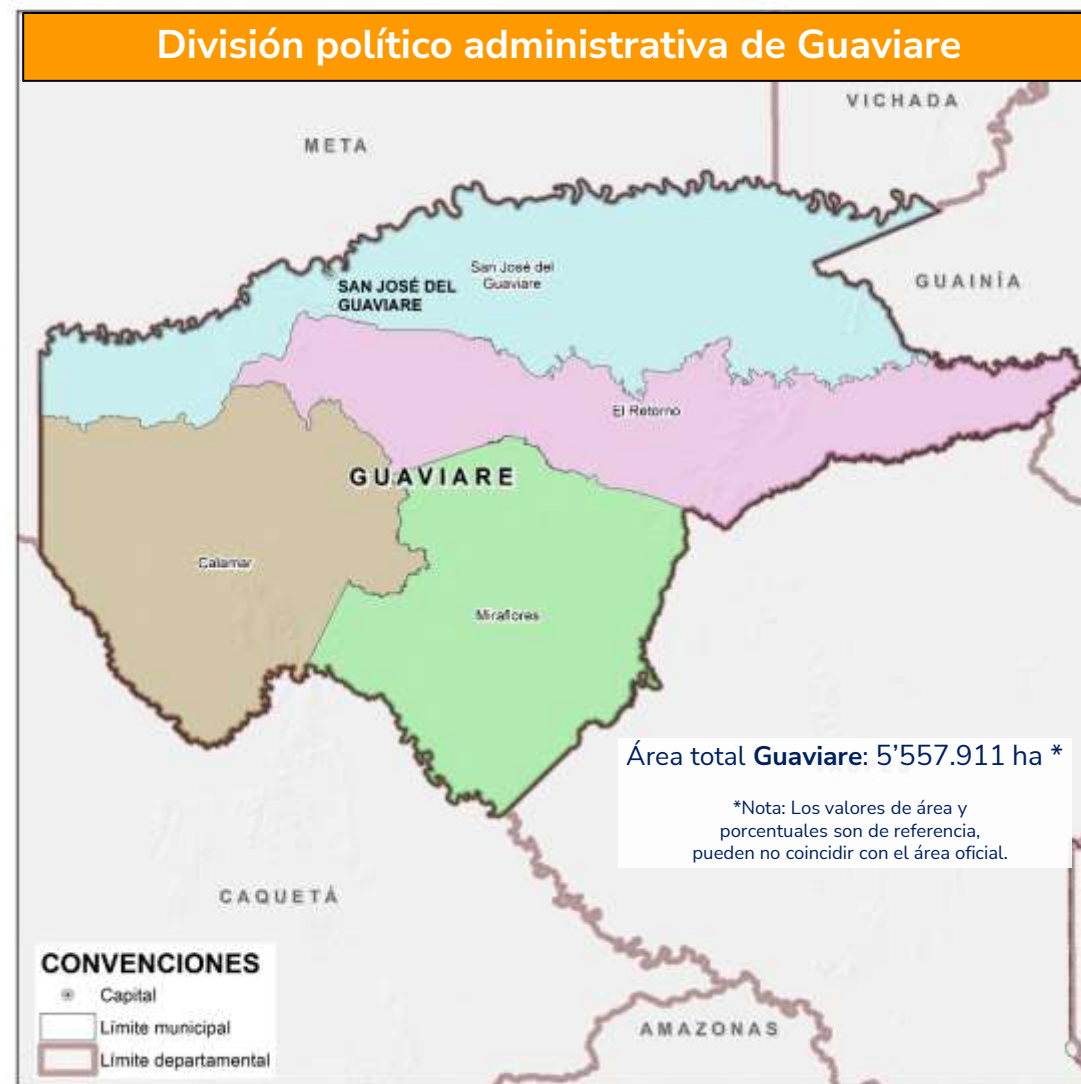 División político administrativa de Guaviare
VICHADA
META
San José del
Guaviare
GUAINÍA
SAN JOSÉ DEL
GUAVIARE
El Retorno
GUAVIARE
Calamar
Miraflores
Área total Guaviare: 5’557.911 ha *
*Nota: Los valores de área y
porcentuales son de referencia,
pueden no coincidir con el área oficial.
CAQUETÁ
CONVENCIONES
Capital
Límite municipal
Límite departamental
AMAZONAS